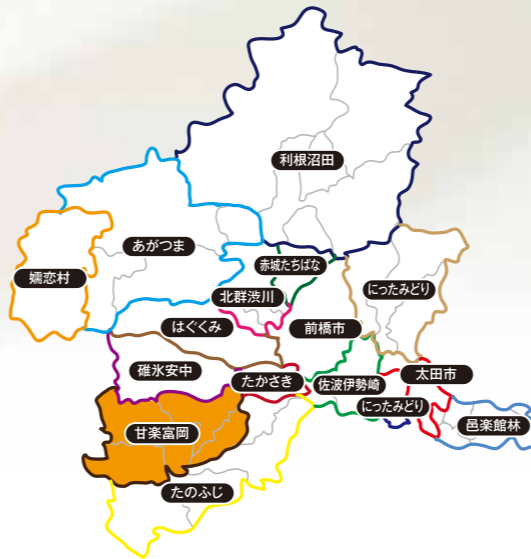 利根沼田
あがつま
赤城たちばな
嬬恋村
にったみどり
北群渋川
はぐくみ
前橋市
碓氷安中
たかさき
佐波伊勢崎
太田市
にったみどり
甘楽富岡
邑楽館林
たのふじ